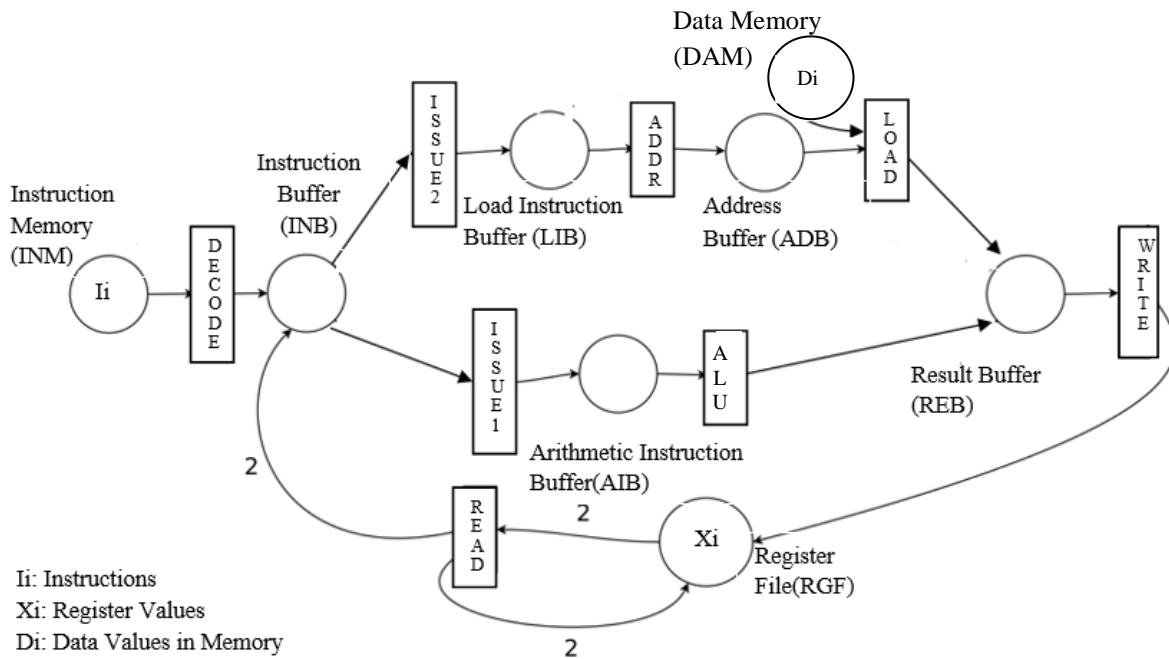 Data Memory
(DAM)
Di
ISSUE2
ADDR
LOAD
Instruction
Buffer
(INB)
Instruction
Memory
(INM)
Load Instruction
Buffer (LIB)
Address
Buffer (ADB)
DECODE
WRITE
Ii
ISSUE1
ALU
Result Buffer
(REB)
Arithmetic Instruction
Buffer(AIB)
2
2
READ
Xi
Register
File(RGF)
2
Ii: Instructions
Xi: Register Values
Di: Data Values in Memory